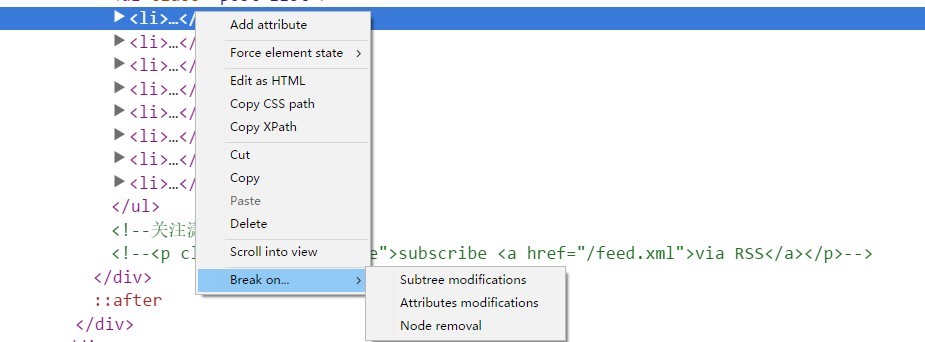 <li>…</
Add attribute
<li>…</
Force element state
<li>…</
Edit as HTML
<li>…</
Copy CSS path
<li>…</
Copy XPath
<li>…</
Cut
<li>…</
Copy
<li>…</
Paste
</ul>
Delete
<!--关注
Scroll into view
<!--<p cl e">subscribe <a href="/feed.xml">via RSS</a></p>-->
</div>
Break on...
Subtree modifications
::after
Attributes modifications
</div>
Node removal